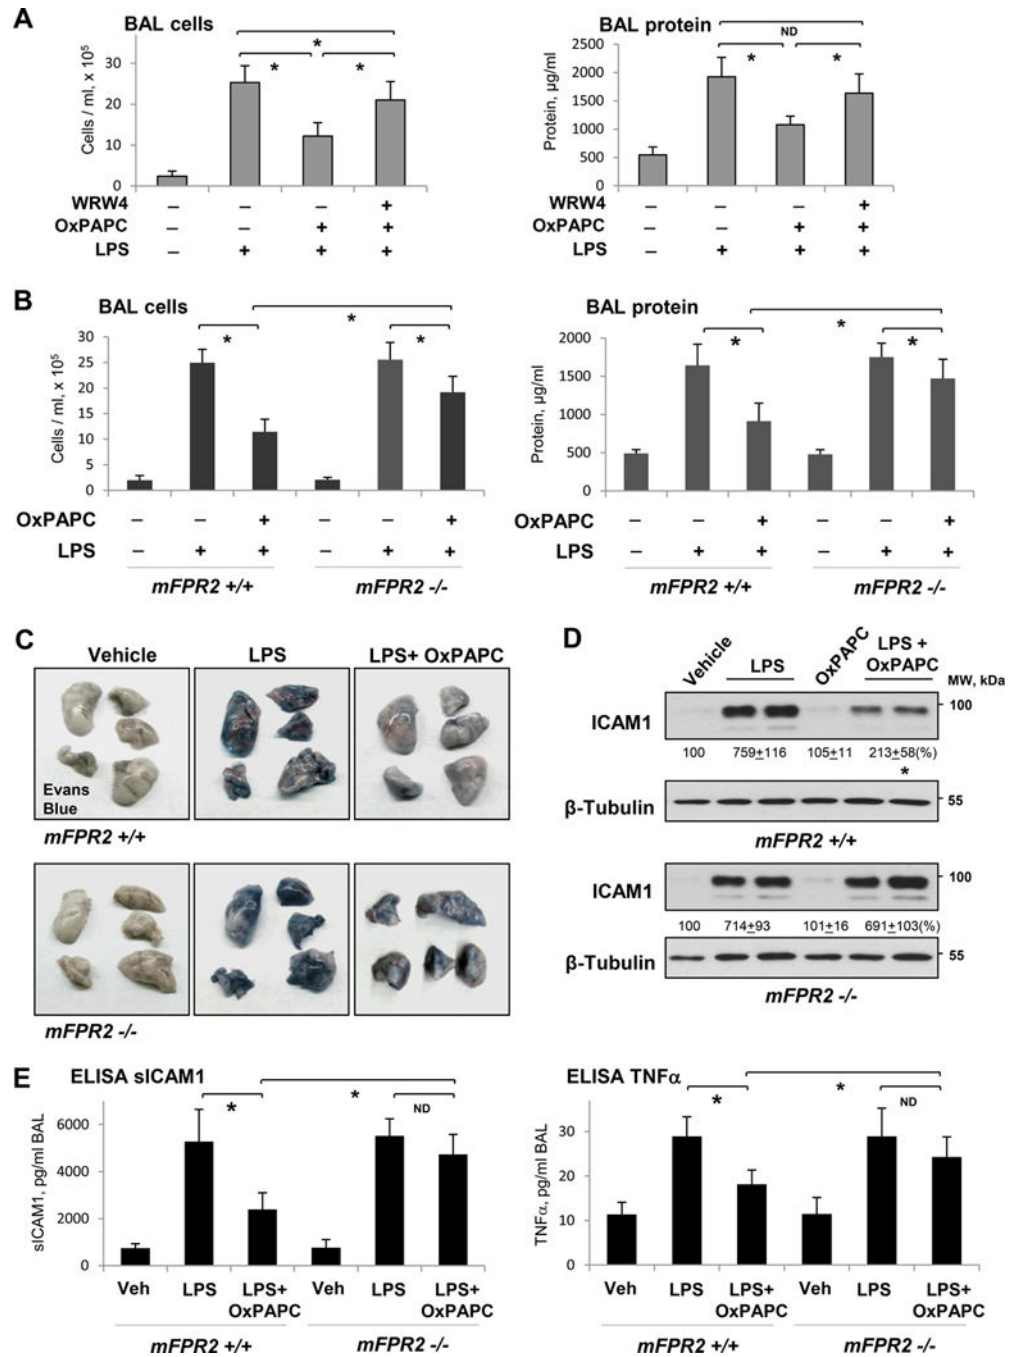 A
BAL cells
Cells / ml, x 10⁵
30
20
10
0
*
*
*
WRW4 – – – +
OxPAPC – – + +
LPS – + + +
BAL protein
Protein, µg/ml
2500
2000
1500
1000
500
0
ND
*
*
– – – +
– – + +
– + + +
B
BAL cells
Cells / ml, x 10⁵
30
25
20
15
10
5
0
*
*
*
OxPAPC – – + – – +
LPS – + + – + +
mFPR2 +/+
mFPR2 -/-
BAL protein
Protein, µg/ml
2000
1500
1000
500
0
*
*
*
OxPAPC – – + – – +
LPS – + + – + +
mFPR2 +/+
mFPR2 -/-
C
Vehicle LPS LPS+ OxPAPC
Evans
Blue
mFPR2 +/+
mFPR2 -/-
D
Vehicle
LPS
OxPAPC
LPS +
OxPAPC
MW, kDa
ICAM1
100
100 759±116 105±11 213±58(%)
*
β-Tubulin
55
mFPR2 +/+
ICAM1
100
100 714±93 101±16 691±103(%)
β-Tubulin
55
mFPR2 -/-
E
ELISA sICAM1
sICAM1, pg/ml BAL
6000
4000
2000
0
*
*
ND
Veh LPS LPS+ Veh LPS LPS+
OxPAPC OxPAPC
mFPR2 +/+
mFPR2 -/-
ELISA TNFα
TNFα, pg/ml BAL
30
20
10
0
*
*
ND
Veh LPS LPS+ Veh LPS LPS+
OxPAPC OxPAPC
mFPR2 +/+
mFPR2 -/-